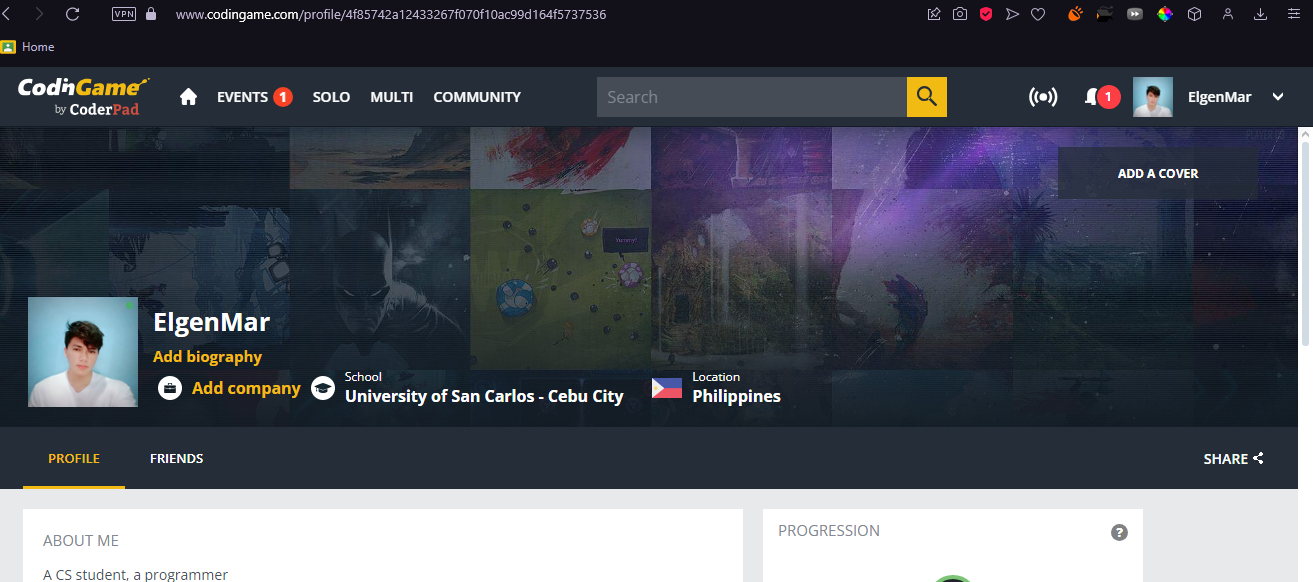 VPN www.codingame.com/profile/4f85742a12433267f070f10ac99d164f5737536
Home
CodinGame
by CoderPad
EVENTS 1 SOLO MULTI COMMUNITY Search 1 ElgenMar
ADD A COVER
Yummy!
ElgenMar
Add biography
Add company
School
University of San Carlos - Cebu City
Location
Philippines
PROFILE FRIENDS SHARE
ABOUT ME
A CS student, a programmer
PROGRESSION ?